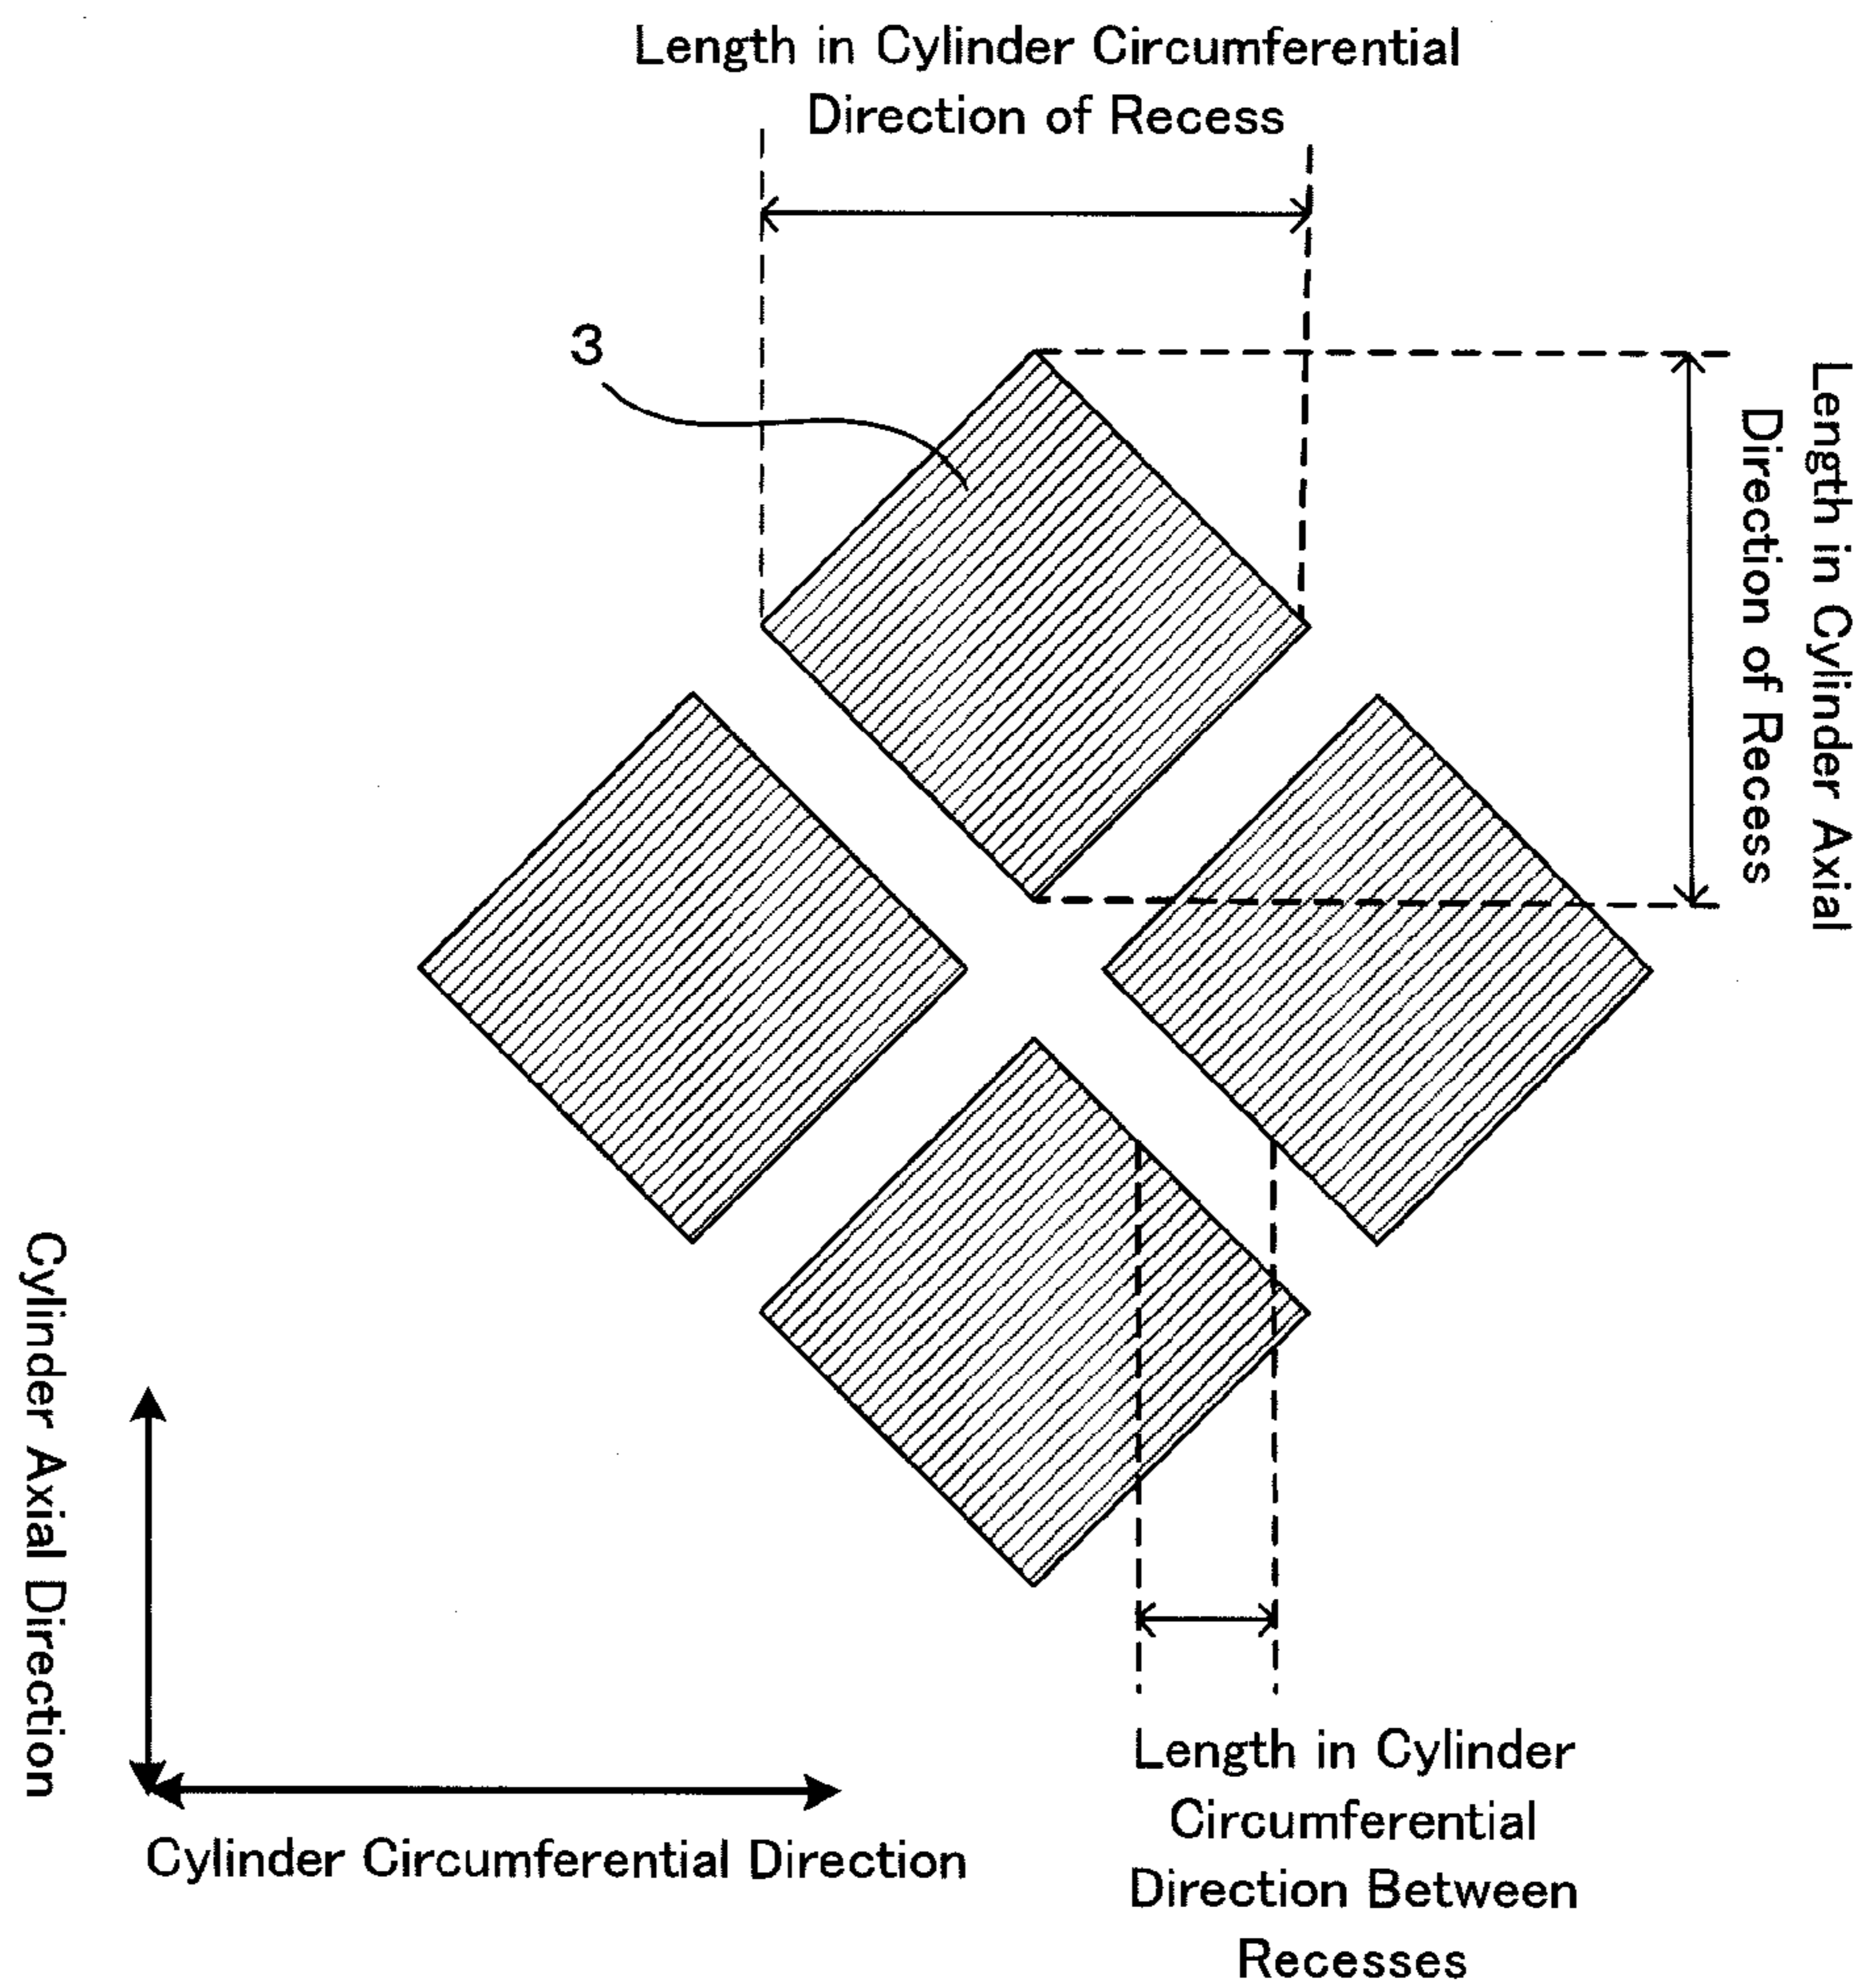 Length in Cylinder Circumferential
Direction of Recess
3
Length in Cylinder Axial
Direction of Recess
Cylinder Axial Direction
Cylinder Circumferential Direction
Length in Cylinder
Circumferential
Direction Between
Recesses